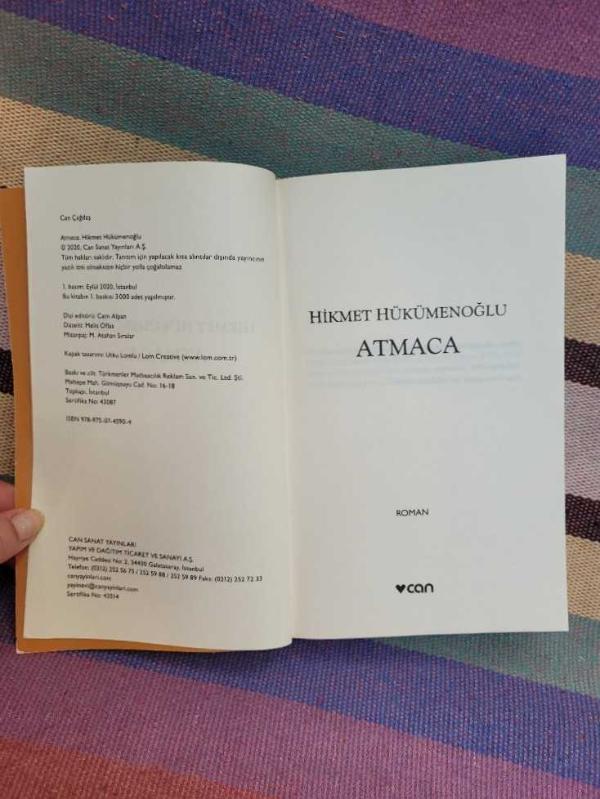 Can Çağdaş
Atmaca, Hikmet Hükümenoğlu
© 2020, Can Sanat Yayınları A.Ş.
Tüm hakları saklıdır. Tanıtım için yapılacak kısa alıntılar dışında yayıncının
yazılı izni olmaksızın hiçbir yolla çoğaltılamaz.
1. basım: Eylül 2020, İstanbul
Bu kitabın 1. baskısı 3000 adet yapılmıştır.
Dizi editörü: Cem Alpan
Düzelti: Melis Oflas
Mizanpaj: M. Atahan Sıralar
Kapak tasarımı: Utku Lomlu / Lom Creative (www.lom.com.tr)
Baskı ve cilt: Türkmenler Matbaacılık Reklam San. ve Tic. Ltd. Şti.
Maltepe Mah. Gümüşsuyu Cad. No: 16-18
Topkapı, İstanbul
Sertifika No: 43087
ISBN 978-975-07-4590-4
CAN SANAT YAYINLARI
YAPIM VE DAĞITIM TİCARET VE SANAYİ A.Ş.
Hayriye Caddesi No: 2, 34430 Galatasaray, İstanbul
Telefon: (0212) 252 56 75 / 252 59 88 / 252 59 89 Faks: (0212) 252 72 33
canyayinlari.com
yayinevi@canyayinlari.com
Sertifika No: 43514
HİKMET HÜKÜMENOĞLU
ATMACA
ROMAN
can